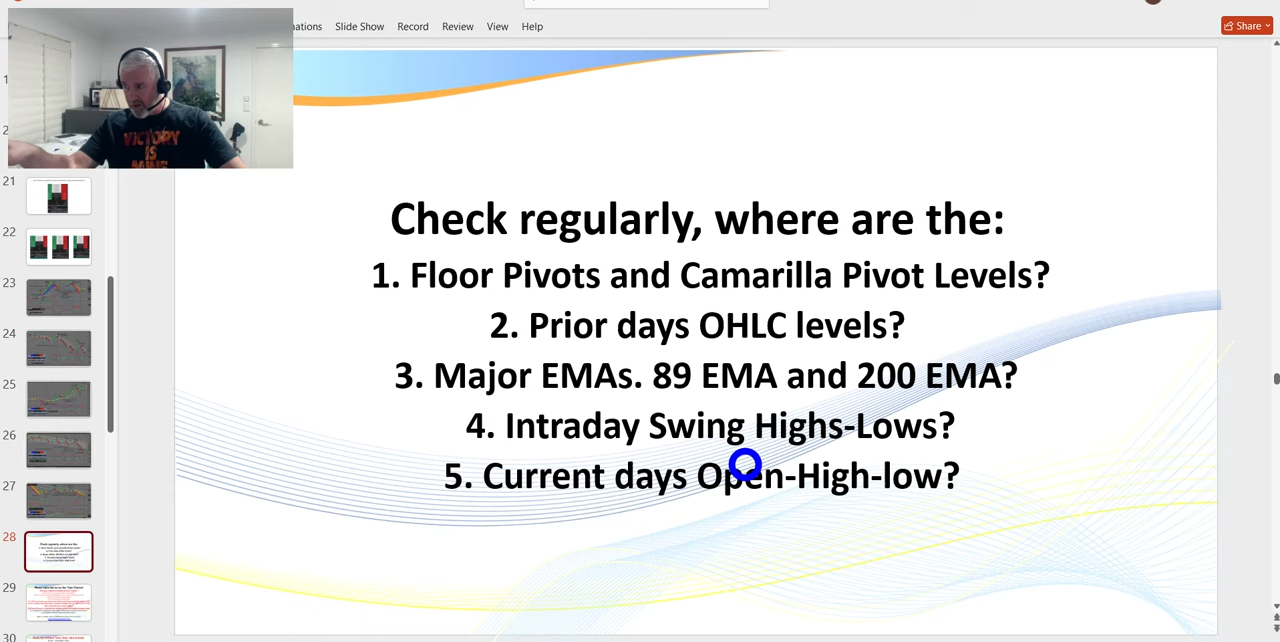 Slide Show Record Review View Help
Share
VICTORY
IS
Check regularly, where are the:
1. Floor Pivots and Camarilla Pivot Levels?
2. Prior days OHLC levels?
3. Major EMAs. 89 EMA and 200 EMA?
4. Intraday Swing Highs-Lows?
5. Current days Open-High-low?
21
22
23
24
25
26
27
28
29
30